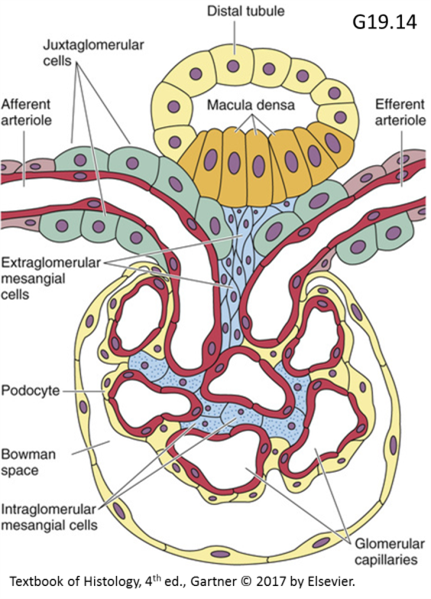 Distal tubule
G19.14
Juxtaglomerular
cells
Afferent
arteriole
Macula densa
Efferent
arteriole
Extraglomerular
mesangial
cells
Podocyte
Bowman
space
Intraglomerular
mesangial cells
Glomerular
capillaries
Textbook of Histology, 4th ed., Gartner © 2017 by Elsevier.